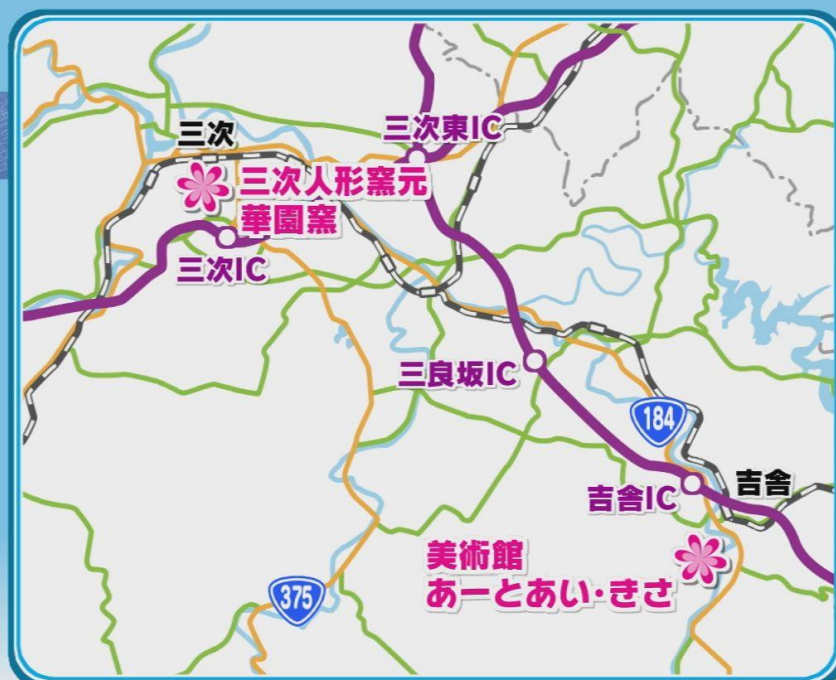 三次
三次東IC
三次人形窯元
華園窯
三次IC
三良坂IC
184
吉舎IC
吉舎
美術館
あーとあい・きさ
375